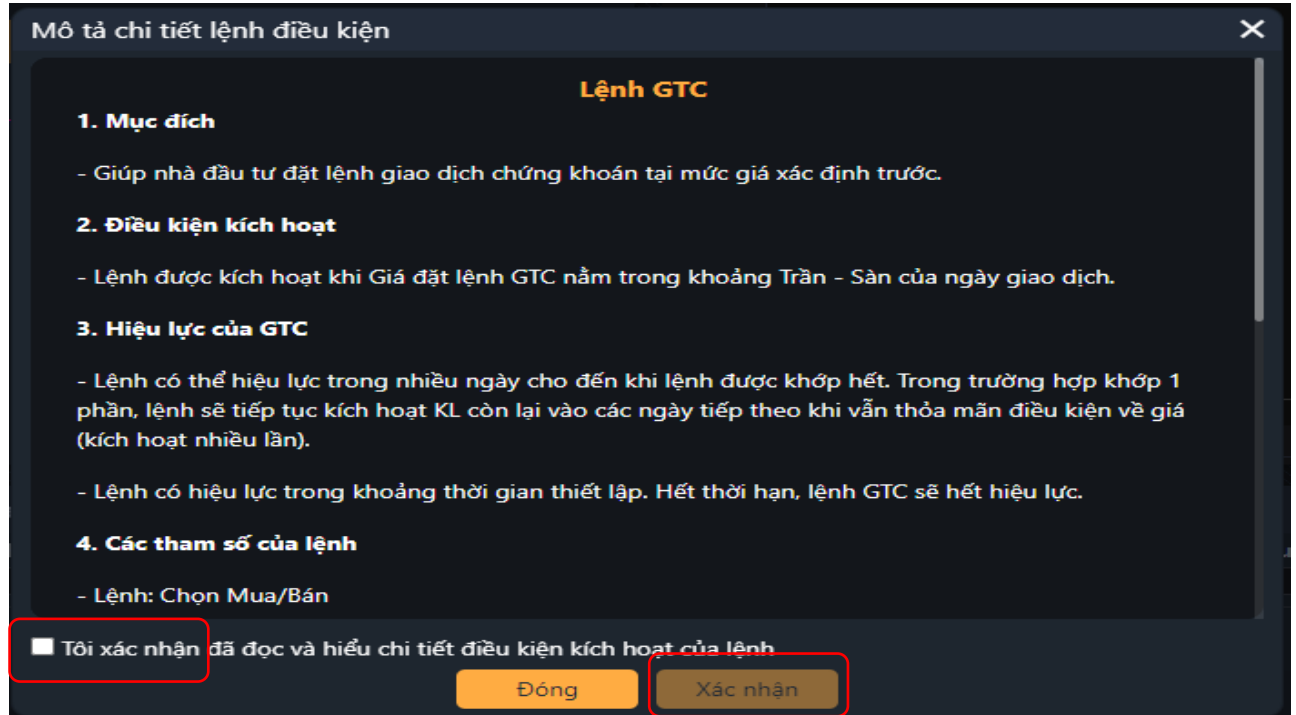 Mô tả chi tiết lệnh điều kiện
Lệnh GTC
1. Mục đích
- Giúp nhà đầu tư đặt lệnh giao dịch chứng khoán tại mức giá xác định trước.
2. Điều kiện kích hoạt
- Lệnh được kích hoạt khi Giá đặt lệnh GTC nằm trong khoảng Trần - Sàn của ngày giao dịch.
3. Hiệu lực của GTC
- Lệnh có thể hiệu lực trong nhiều ngày cho đến khi lệnh được khớp hết. Trong trường hợp khớp 1
phần, lệnh sẽ tiếp tục kích hoạt KL còn lại vào các ngày tiếp theo khi vẫn thỏa mãn điều kiện về giá
(kích hoạt nhiều lần).
- Lệnh có hiệu lực trong khoảng thời gian thiết lập. Hết thời hạn, lệnh GTC sẽ hết hiệu lực.
4. Các tham số của lệnh
- Lệnh: Chọn Mua/Bán
Tôi xác nhận đã đọc và hiểu chi tiết điều kiện kích hoạt của lệnh
Đóng
Xác nhận